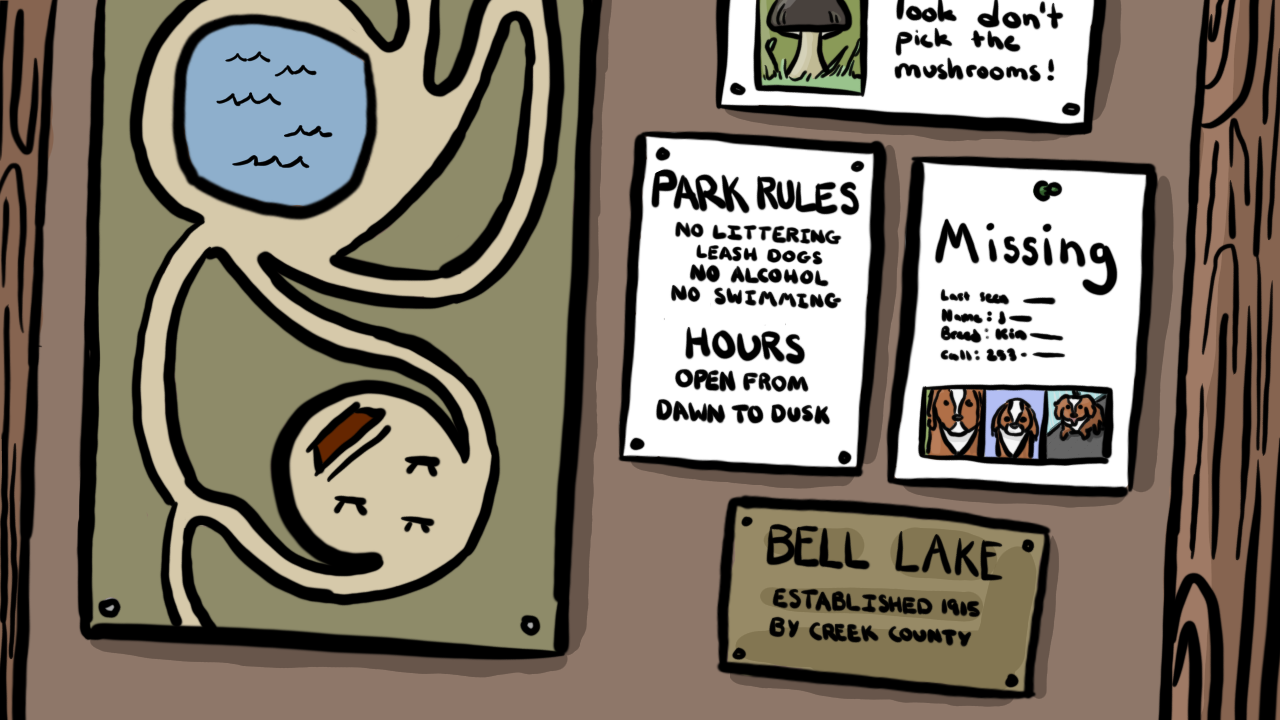 look don't
pick the
mushrooms!
PARK RULES
NO LITTERING
LEASH DOGS
NO ALCOHOL
NO SWIMMING
HOURS
OPEN FROM
DAWN TO DUSK
Missing
Last seen
Name: J
Breed: Kin
Call: 253-
BELL LAKE
ESTABLISHED 1915
BY CREEK COUNTY